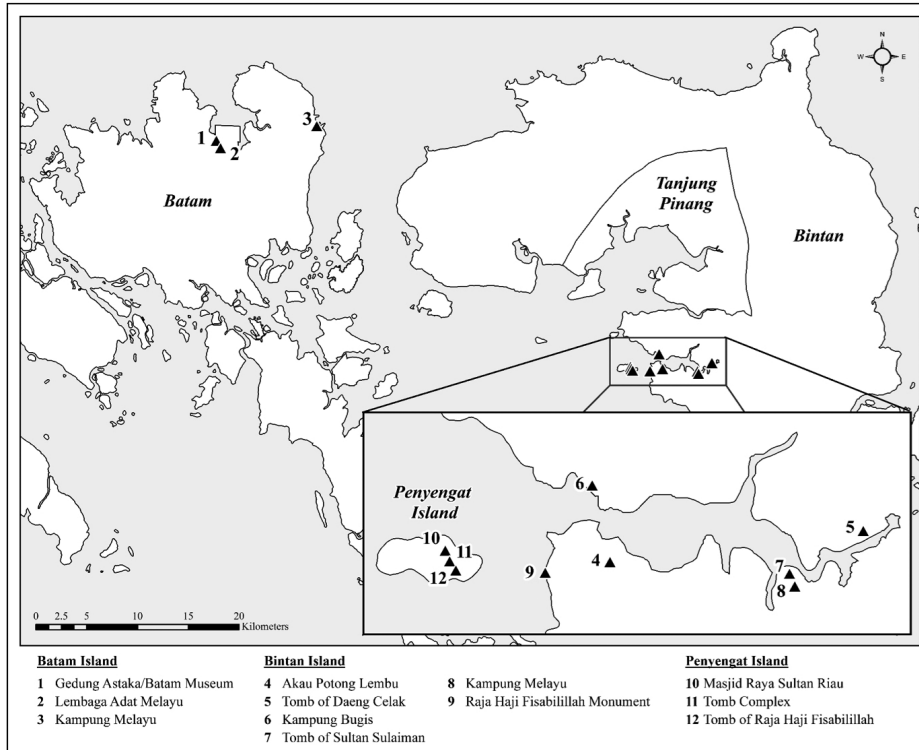 N
W E
S
3
1
2
Batam
Tanjung
Pinang
Bintan
6
Penyengat
Island
10
11
12
9
4
5
7
8
0 2.5 5 10 15 20
Kilometers
Batam Island
1 Gedung Astaka/Batam Museum
2 Lembaga Adat Melayu
3 Kampung Melayu
Bintan Island
4 Akau Potong Lembu
5 Tomb of Daeng Celak
6 Kampung Bugis
7 Tomb of Sultan Sulaiman
8 Kampung Melayu
9 Raja Haji Fisabilillah Monument
Penyengat Island
10 Masjid Raya Sultan Riau
11 Tomb Complex
12 Tomb of Raja Haji Fisabilillah